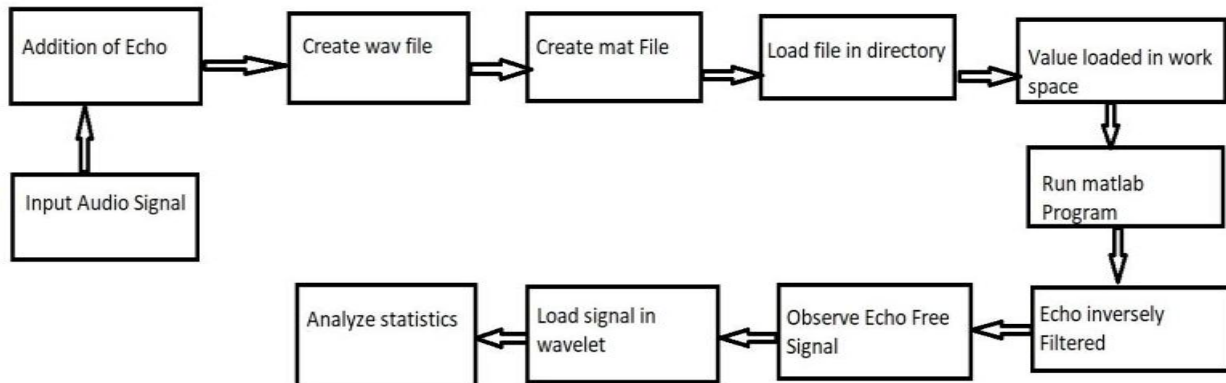 Addition of Echo
Create wav file
Create mat File
Load file in directory
Value loaded in work
space
Input Audio Signal
Run matlab
Program
Echo inversely
Filtered
Observe Echo Free
Signal
Load signal in
wavelet
Analyze statistics